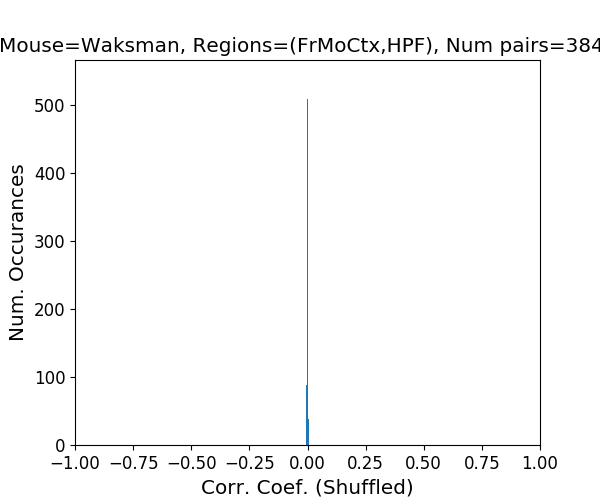 Mouse=Waksman, Regions=(FrMoCtx,HPF), Num pairs=384
500
400
300
200
100
0
Num. Occurances
−1.00 −0.75 −0.50 −0.25 0.00 0.25 0.50 0.75 1.00
Corr. Coef. (Shuffled)